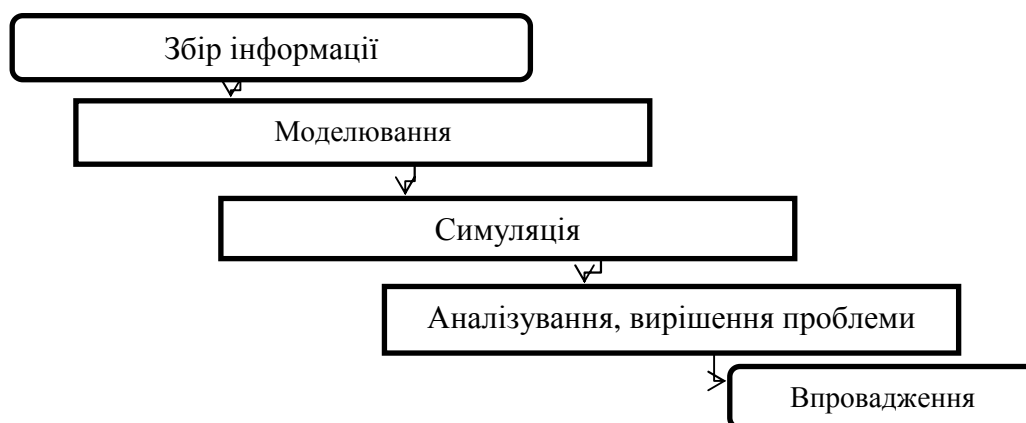 Збір інформації
Моделювання
Симуляція
Аналізування, вирішення проблеми
Впровадження